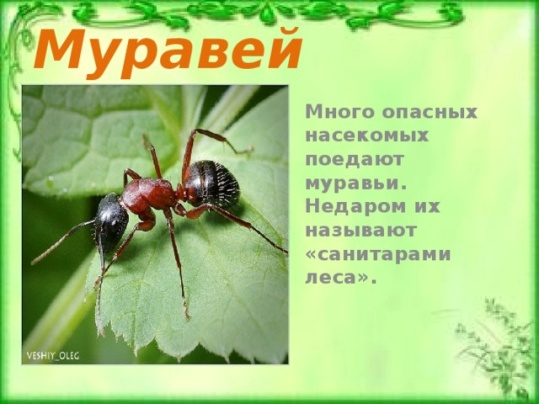 Муравей
Много опасных
насекомых
поедают
муравьи.
Недаром их
называют
«санитарами
леса».
VESHIY_OLEG